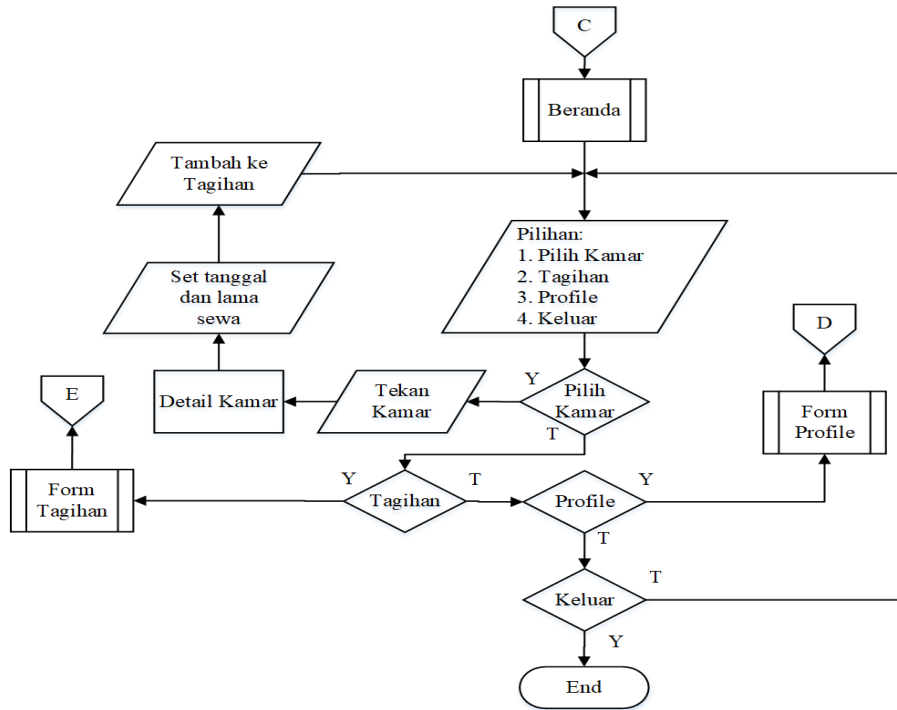 C
Beranda
Tambah ke
Tagihan
Pilihan:
1. Pilih Kamar
2. Tagihan
3. Profile
4. Keluar
Set tanggal
dan lama
sewa
D
E
Detail Kamar
Tekan
Kamar
Y
Pilih
Kamar
T
Form
Profile
Form
Tagihan
Y
Tagihan
T
Profile
Y
T
Keluar
T
Y
End